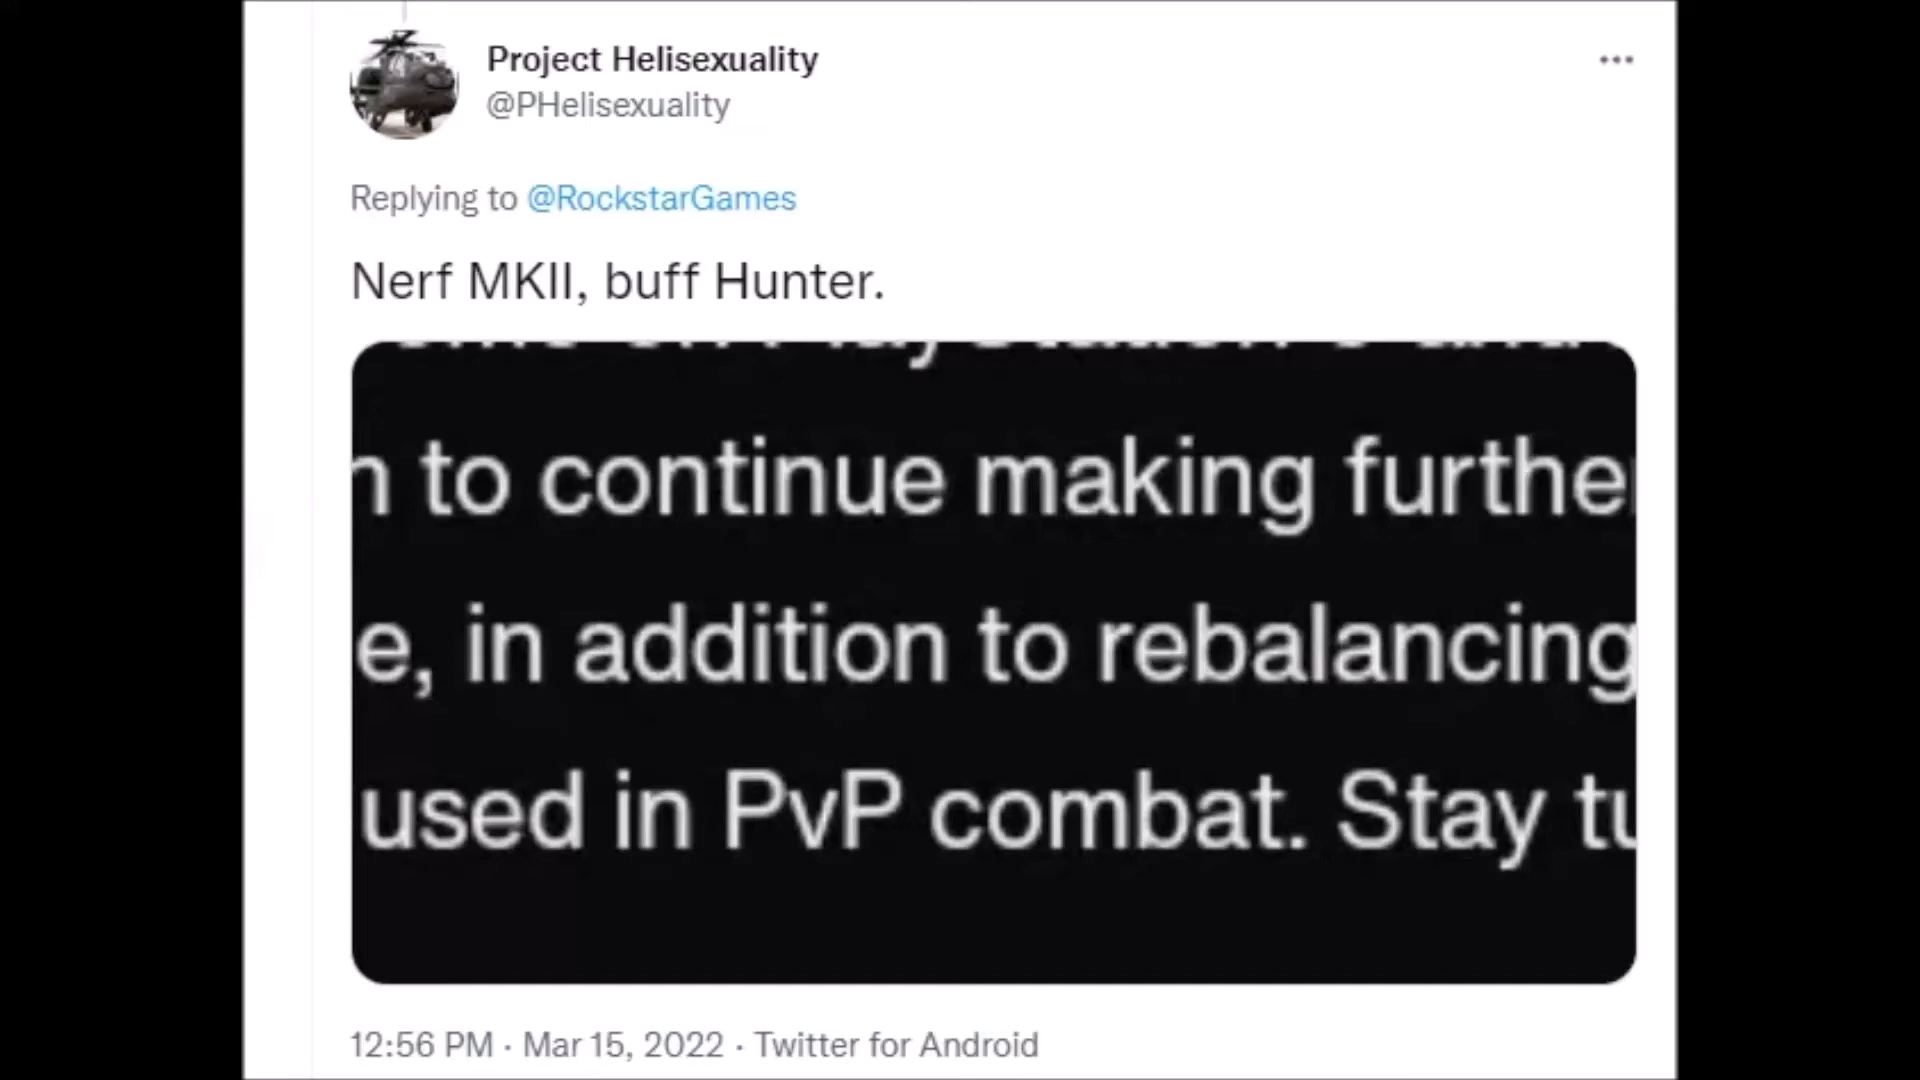 Project Helisexuality
@PHelisexuality
Replying to @RockstarGames
Nerf MKII, buff Hunter.
to continue making further
e, in addition to rebalancing
used in PvP combat. Stay
12:56 PM · Mar 15, 2022 · Twitter for Android